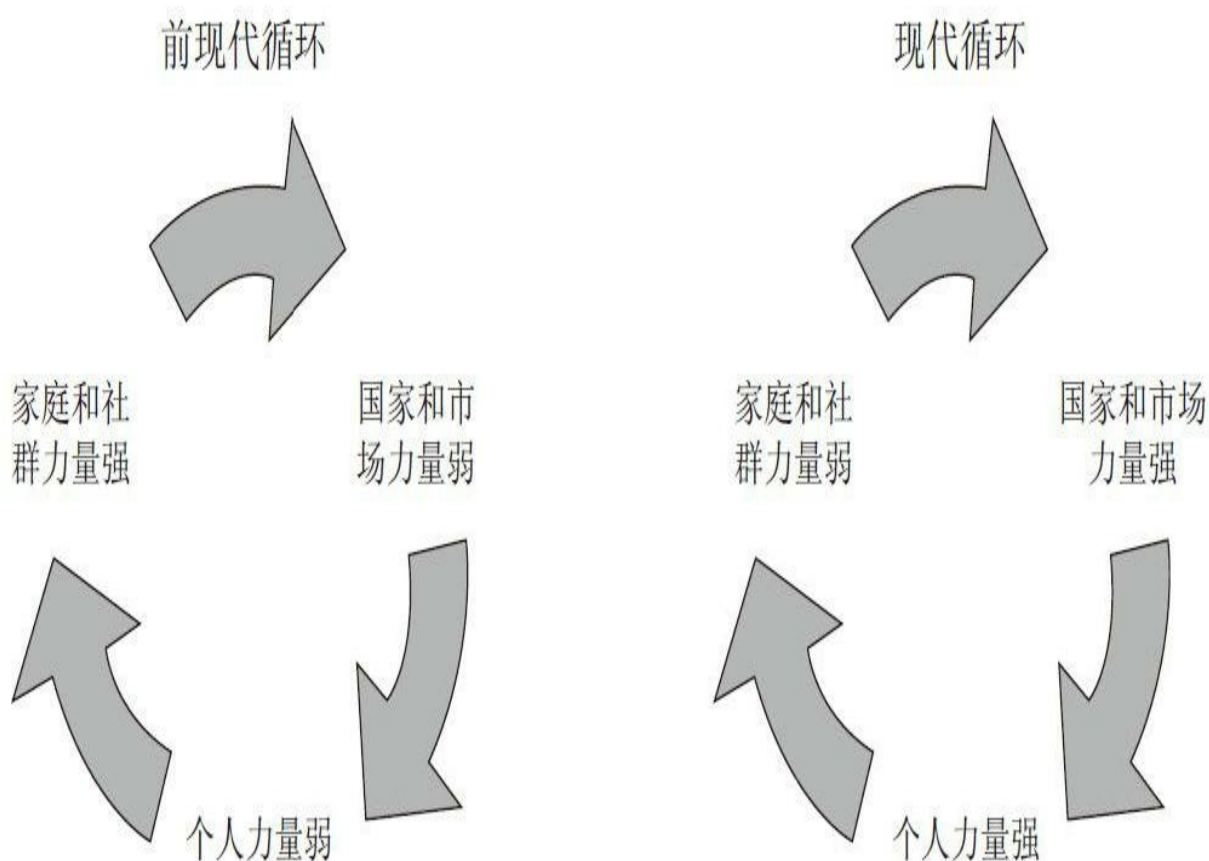 前现代循环
现代循环
家庭和社
群力量强
国家和市
场力量弱
家庭和社
群力量弱
国家和市场
力量强
个人力量弱
个人力量强